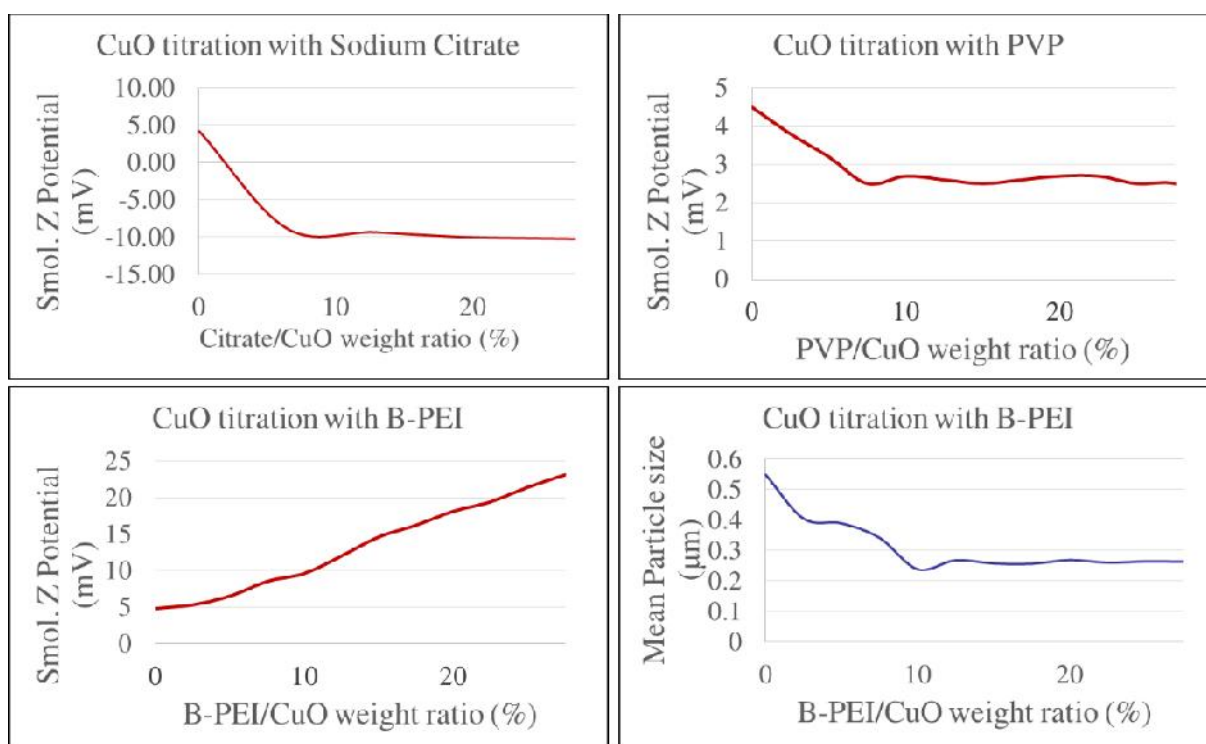 CuO titration with Sodium Citrate
Smol. Z Potential
(mV)
10.00
5.00
0.00
-5.00
-10.00
-15.00
0
10
20
Citrate/CuO weight ratio (%)
CuO titration with PVP
Smol. Z Potential
(mV)
5
4
3
2
1
0
0
10
20
PVP/CuO weight ratio (%)
CuO titration with B-PEI
Smol. Z Potential
(mV)
25
20
15
10
5
0
0
10
20
B-PEI/CuO weight ratio (%)
CuO titration with B-PEI
Mean Particle size
(μm)
0.6
0.5
0.4
0.3
0.2
0.1
0
0
10
20
B-PEI/CuO weight ratio (%)